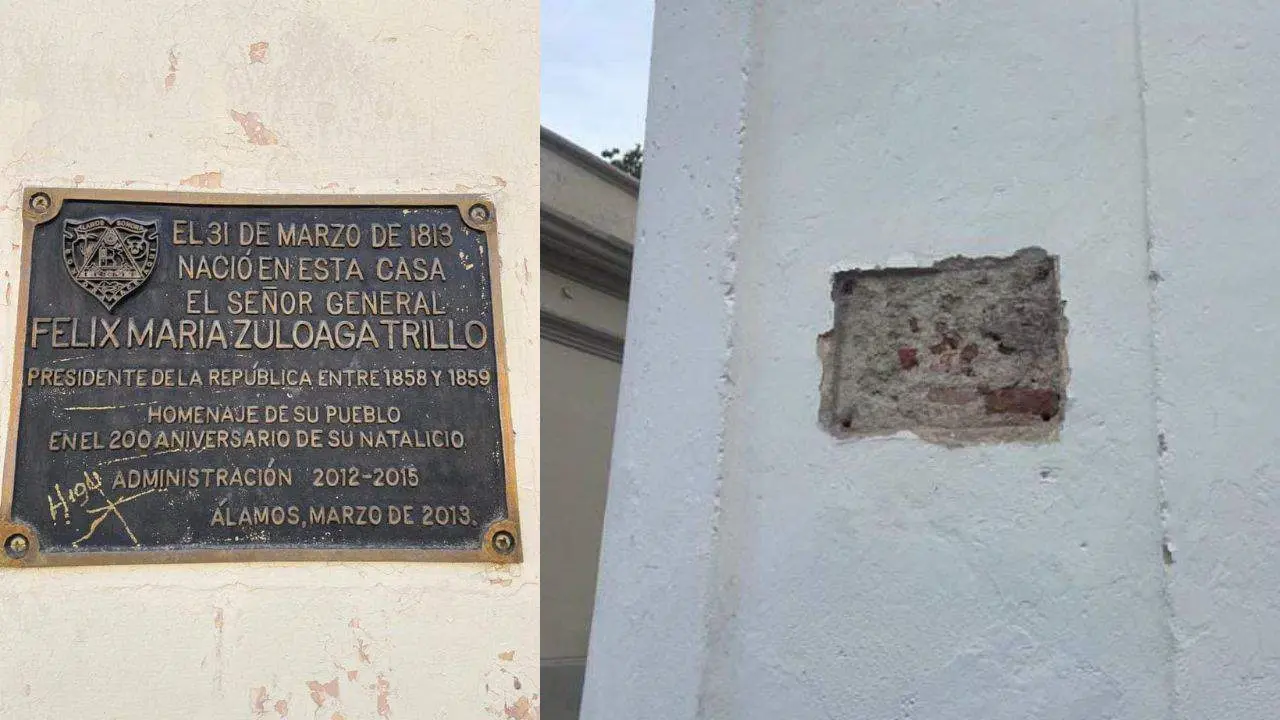 ALAMOS SONORA
EL 31 DE MARZO DE 1813
NACIÓ EN ESTA CASA
EL SEÑOR GENERAL
FELIX MARIA ZULOAGA TRILLO
PRESIDENTE DE LA REPÚBLICA ENTRE 1858 Y 1859
HOMENAJE DE SU PUEBLO
EN EL 200 ANIVERSARIO DE SU NATALICIO
ADMINISTRACIÓN 2012-2015
ÁLAMOS, MARZO DE 2013.